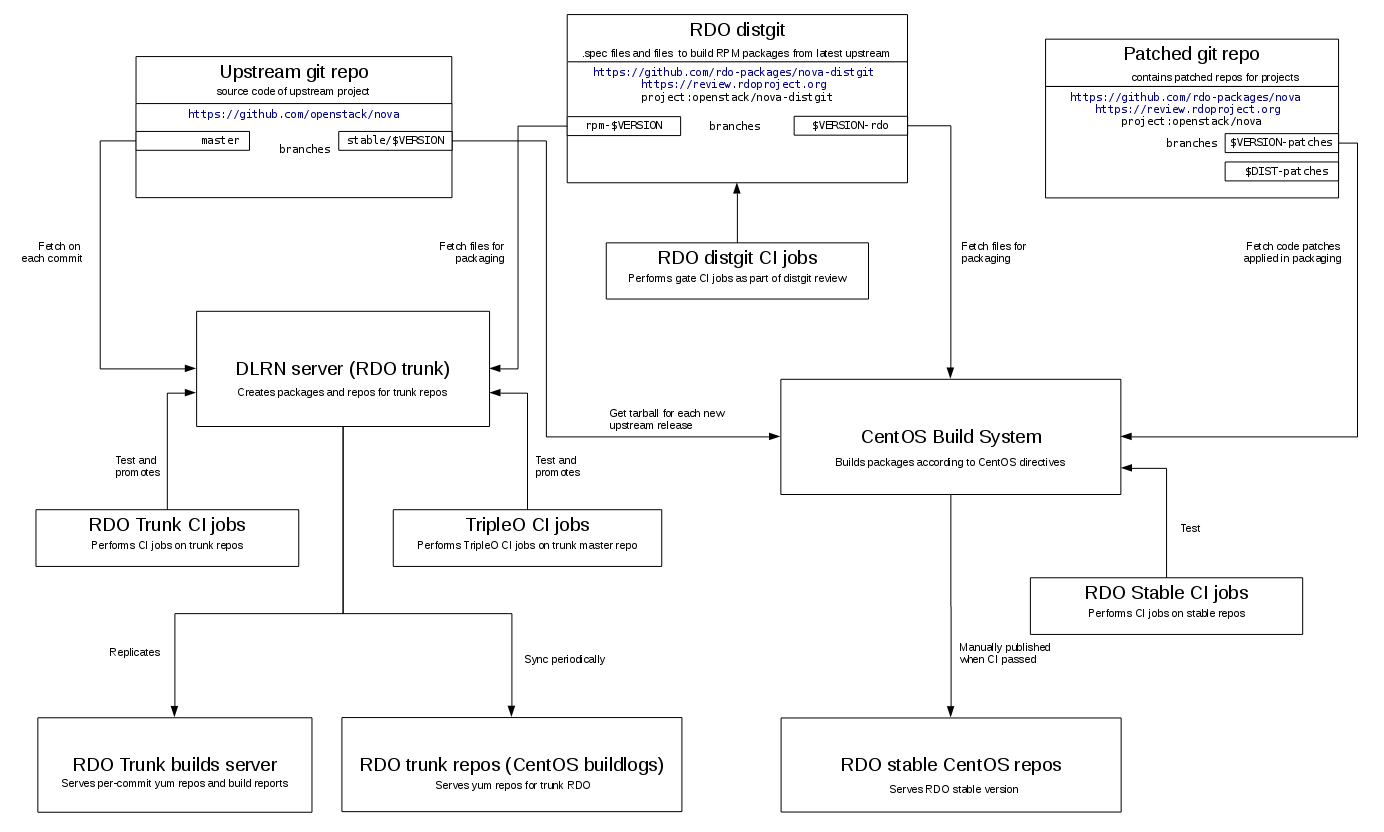 Upstream git repo
source code of upstream project
https://github.com/openstack/nova
master
branches
stable/$VERSION
RDO distgit
.spec files and files to build RPM packages from latest upstream
https://github.com/rdo-packages/nova-distgit
https://review.rdoproject.org
project:openstack/nova-distgit
rpm-$VERSION
branches
$VERSION-rdo
Patched git repo
contains patched repos for projects
https://github.com/rdo-packages/nova
https://review.rdoproject.org
project:openstack/nova
branches
$VERSION-patches
$DIST-patches
Fetch on
each commit
Fetch files for
packaging
RDO distgit CI jobs
Performs gate CI jobs as part of distgit review
Fetch files for
packaging
Fetch code patches
applied in packaging
DLRN server (RDO trunk)
Creates packages and repos for trunk repos
Get tarball for each new
upstream release
CentOS Build System
Builds packages according to CentOS directives
Test and
promotes
Test and
promotes
RDO Trunk CI jobs
Performs CI jobs on trunk repos
TripleO CI jobs
Performs TripleO CI jobs on trunk master repo
Test
RDO Stable CI jobs
Performs CI jobs on stable repos
Replicates
Sync periodically
Manually published
when CI passed
RDO Trunk builds server
Serves per-commit yum repos and build reports
RDO trunk repos (CentOS buildlogs)
Serves yum repos for trunk RDO
RDO stable CentOS repos
Serves RDO stable version